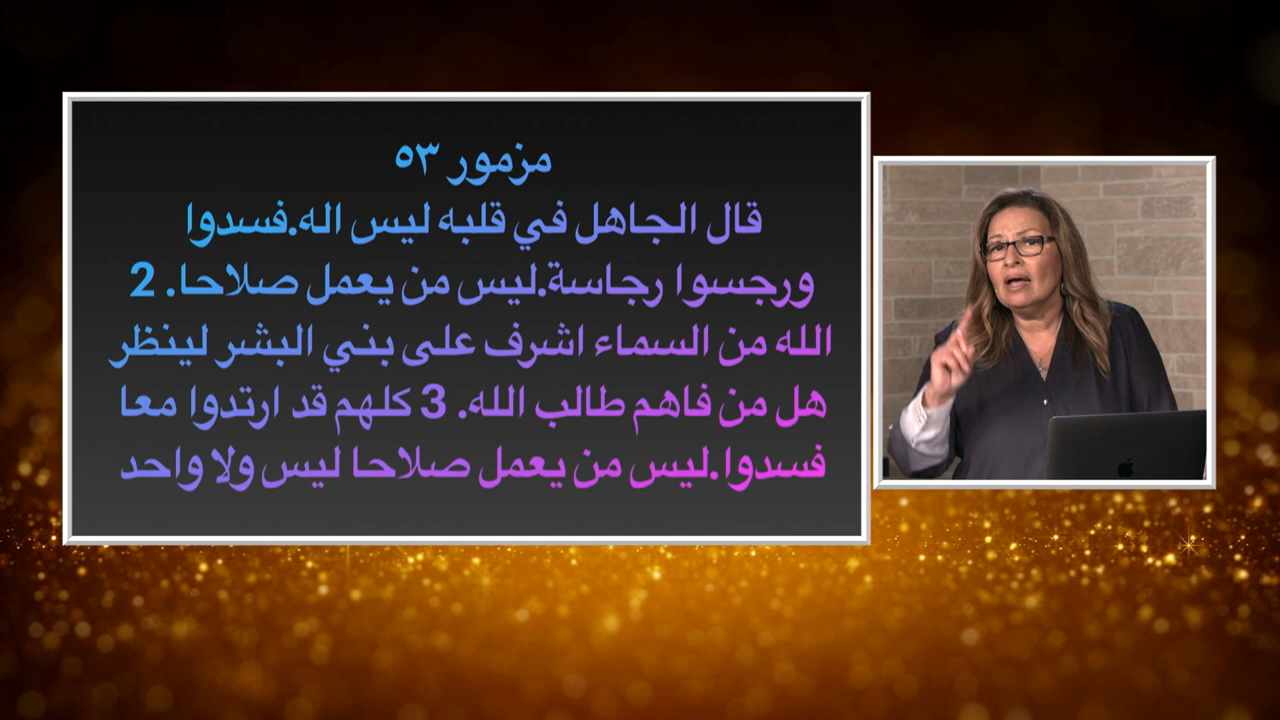 مزمور ٥٣
قال الجاهل في قلبه ليس اله.فسدوا
ورجسوا رجاسة.ليس من يعمل صلاحا. 2
الله من السماء اشرف على بني البشر لينظر
هل من فاهم طالب الله. 3 كلهم قد ارتدوا معا
فسدوا.ليس من يعمل صلاحا ليس ولا واحد